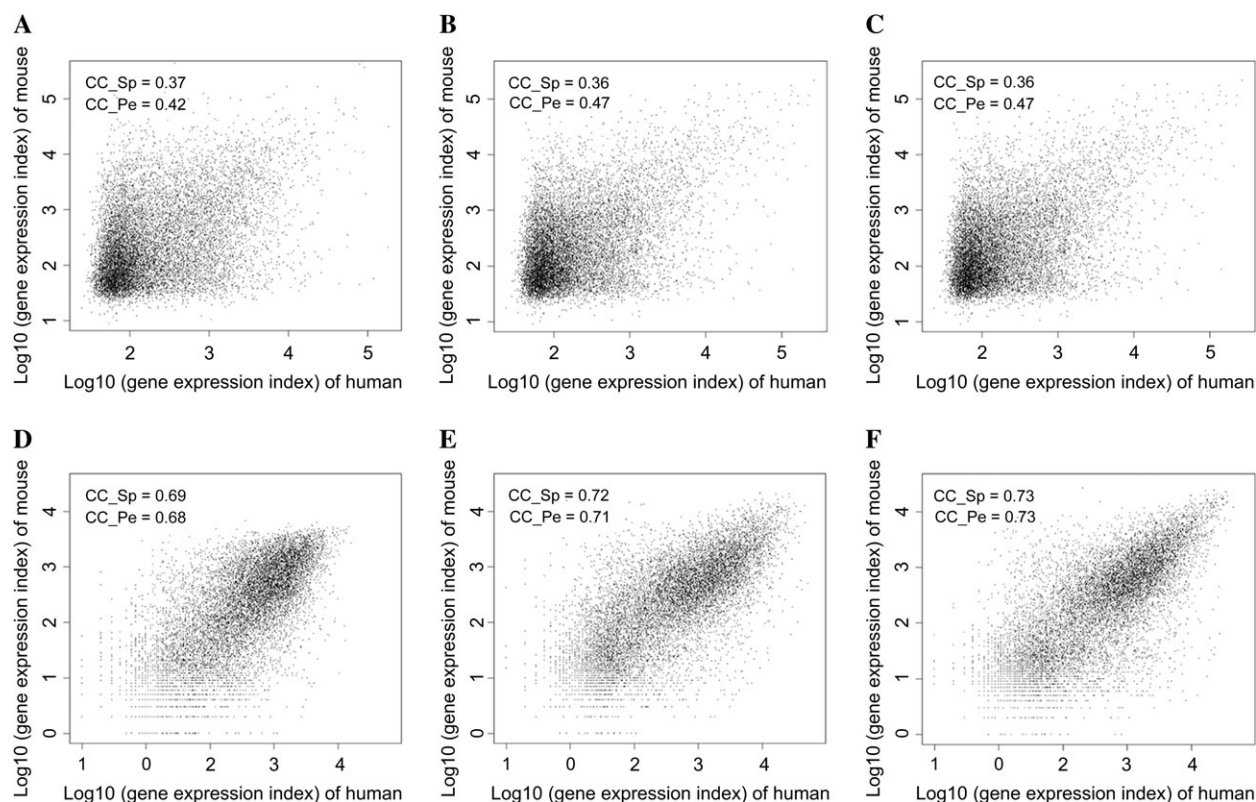 A
CC_Sp = 0.37
CC_Pe = 0.42
Log10 (gene expression index) of mouse
5
4
3
2
1
2 3 4 5
Log10 (gene expression index) of human
B
CC_Sp = 0.36
CC_Pe = 0.47
Log10 (gene expression index) of mouse
5
4
3
2
1
2 3 4 5
Log10 (gene expression index) of human
C
CC_Sp = 0.36
CC_Pe = 0.47
Log10 (gene expression index) of mouse
5
4
3
2
1
2 3 4 5
Log10 (gene expression index) of human
D
CC_Sp = 0.69
CC_Pe = 0.68
Log10 (gene expression index) of mouse
4
3
2
1
0
1 0 2 3 4
Log10 (gene expression index) of human
E
CC_Sp = 0.72
CC_Pe = 0.71
Log10 (gene expression index) of mouse
4
3
2
1
0
1 0 2 3 4
Log10 (gene expression index) of human
F
CC_Sp = 0.73
CC_Pe = 0.73
Log10 (gene expression index) of mouse
4
3
2
1
0
1 0 2 3 4
Log10 (gene expression index) of human